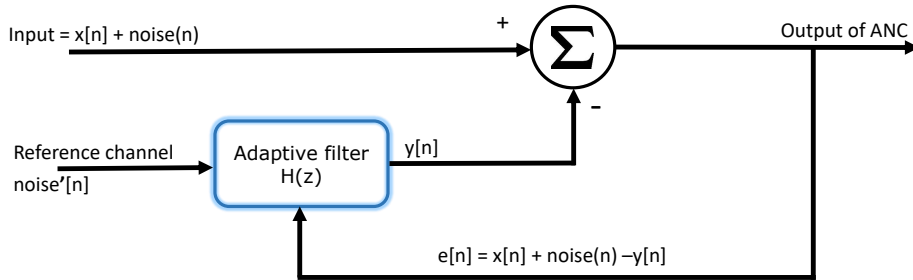 Input = x[n] + noise(n)
+
Σ
Output of ANC
-
Reference channel
noise'[n]
Adaptive filter
H(z)
y[n]
e[n] = x[n] + noise(n) –y[n]